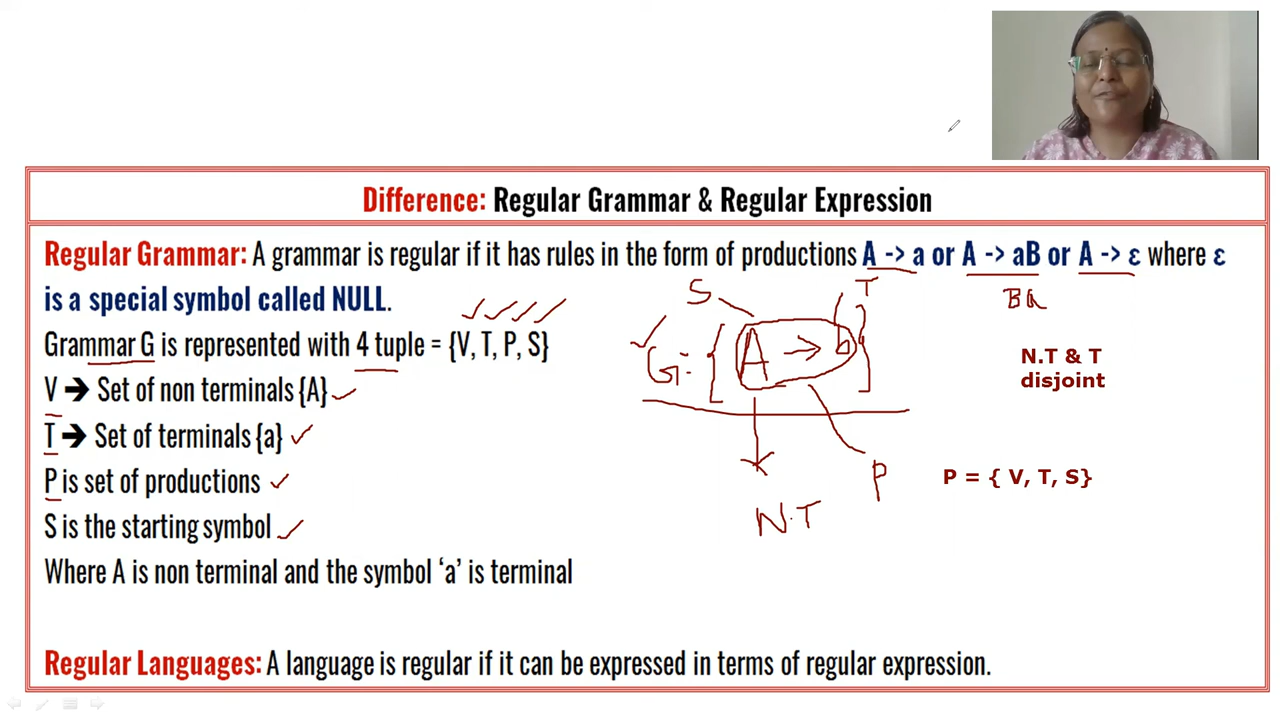 Difference: Regular Grammar & Regular Expression
Regular Grammar: A grammar is regular if it has rules in the form of productions A -> a or A -> aB or A -> ε where ε
is a special symbol called NULL.
Grammar G is represented with 4 tuple = {V, T, P, S}
V ➔ Set of non terminals {A}
T ➔ Set of terminals {a}
P is set of productions
S is the starting symbol
Where A is non terminal and the symbol ‘a’ is terminal
Regular Languages: A language is regular if it can be expressed in terms of regular expression.
S
T
Ba
G = { A → b }
N.T
P
N.T & T
disjoint
P = { V, T, S}